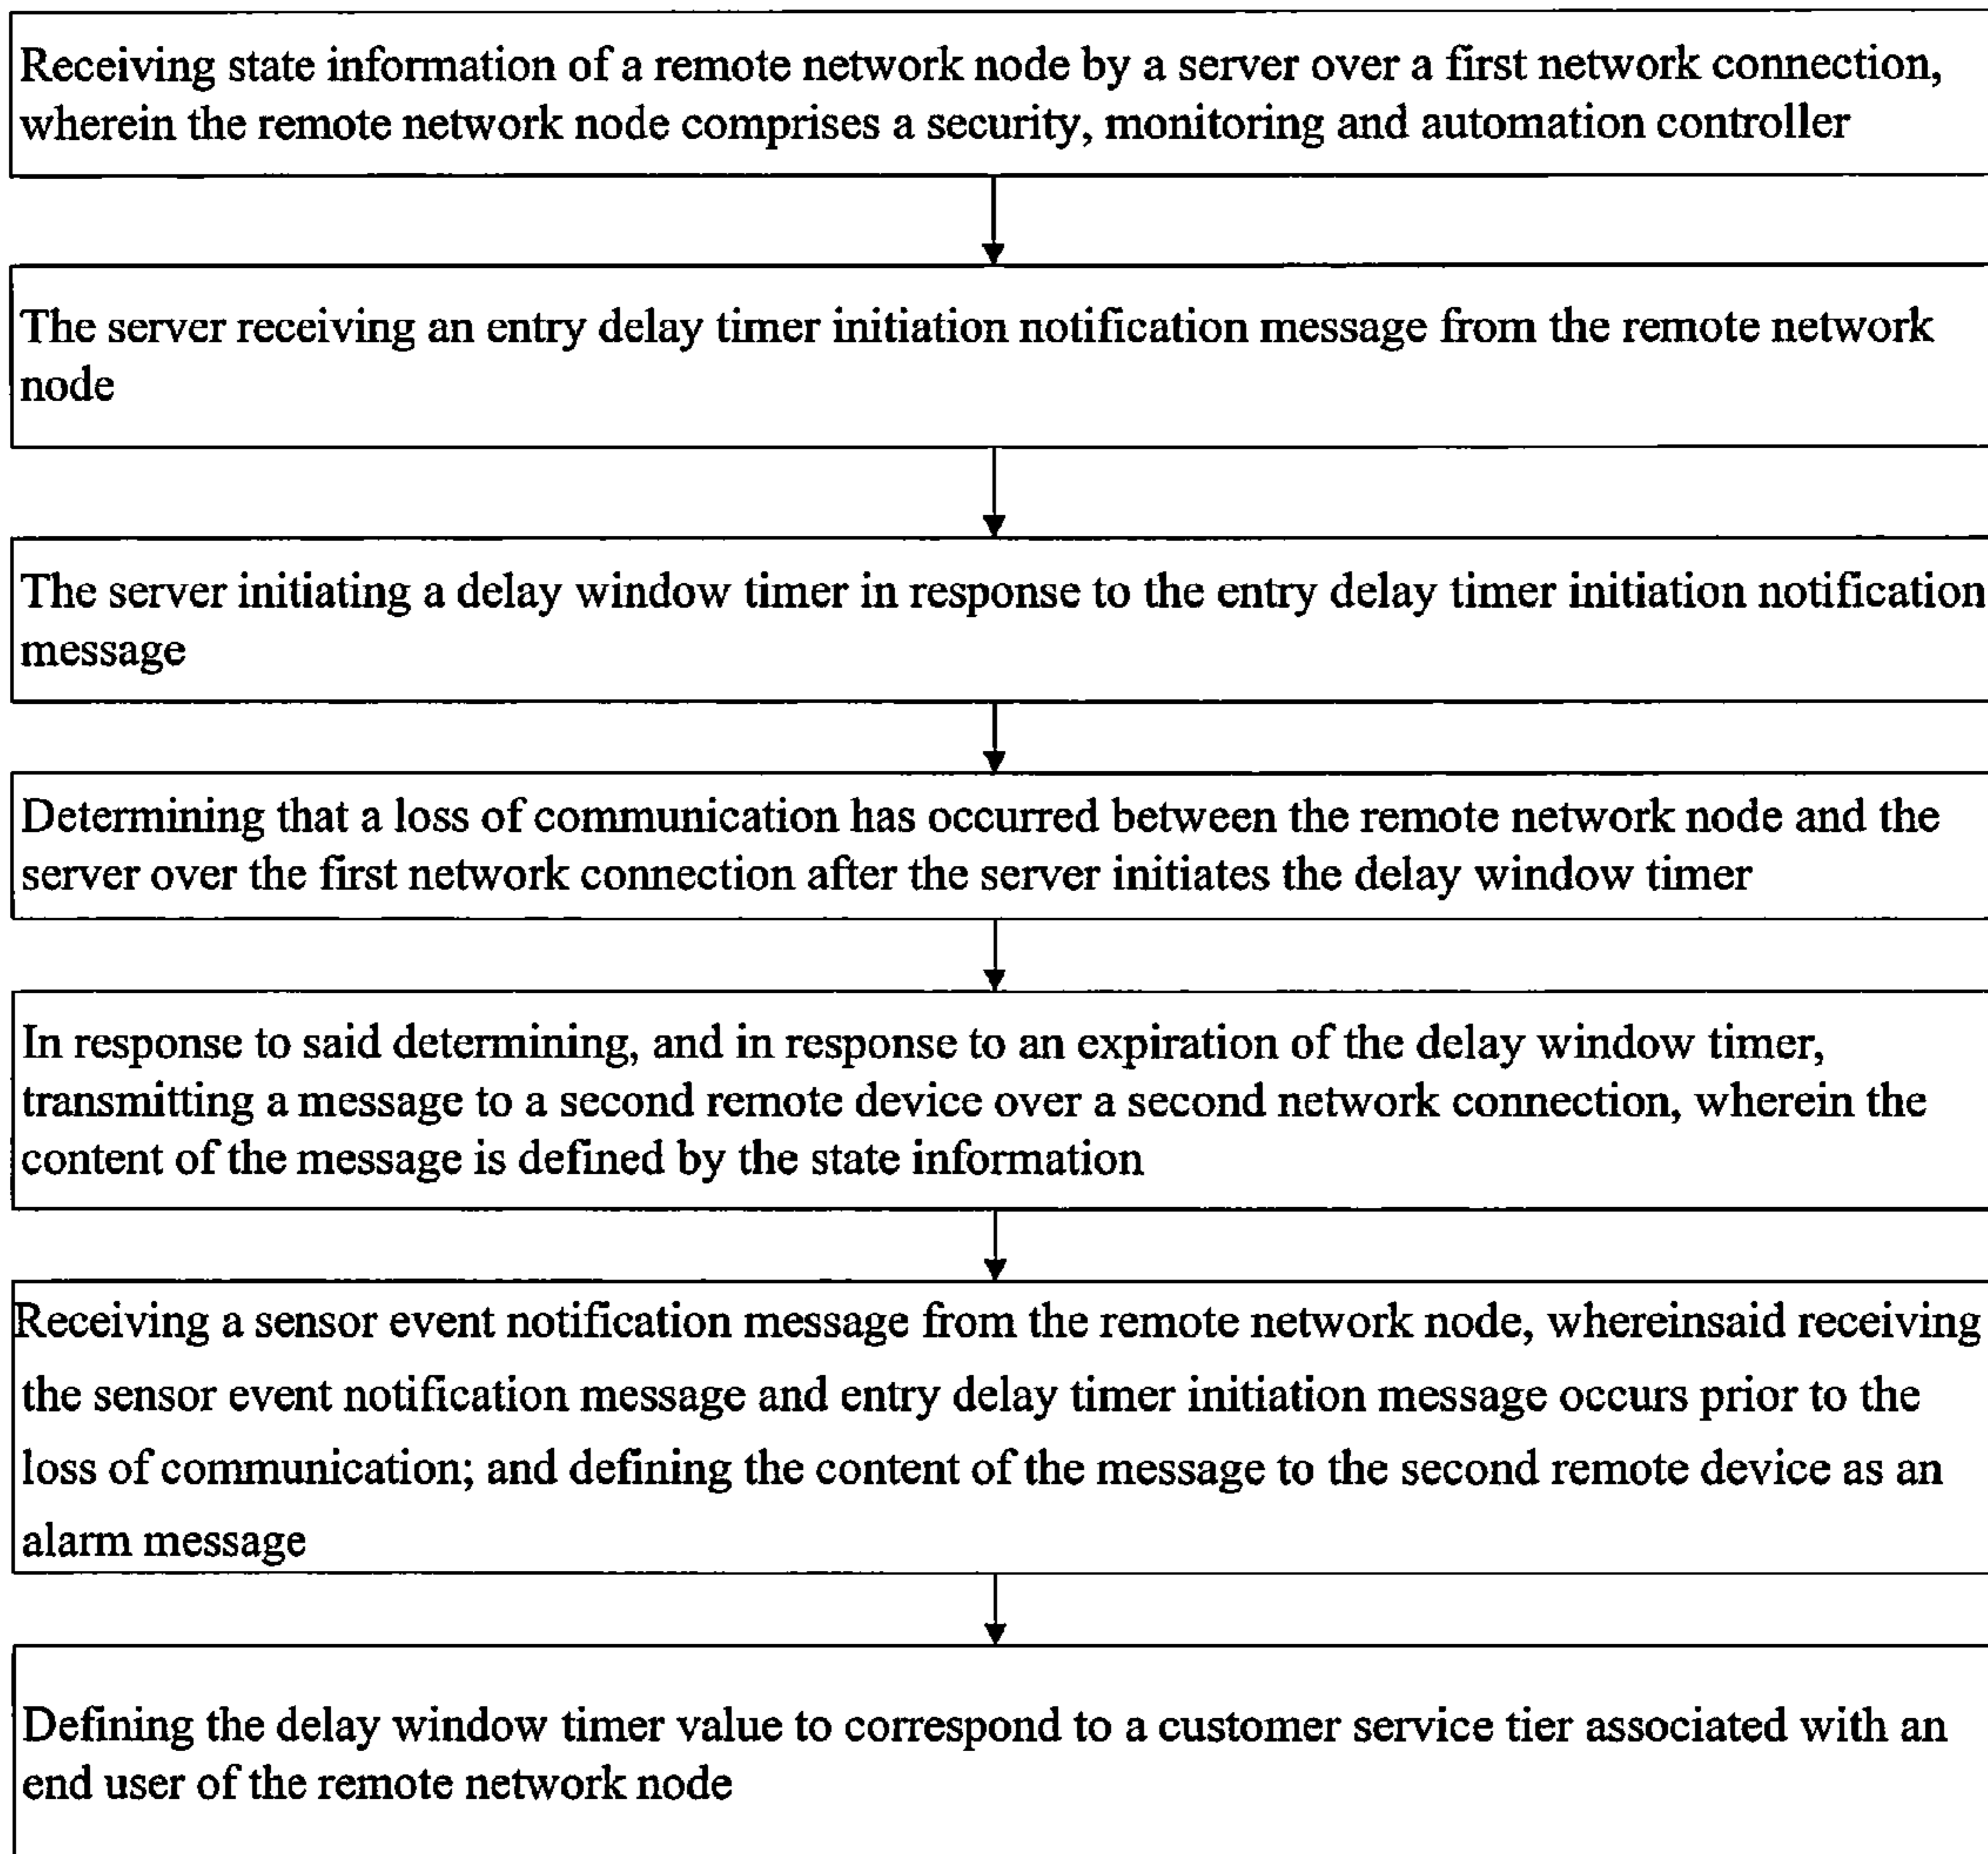 Receiving state information of a remote network node by a server over a first network connection,
wherein the remote network node comprises a security, monitoring and automation controller
The server receiving an entry delay timer initiation notification message from the remote network
node
The server initiating a delay window timer in response to the entry delay timer initiation notification
message
Determining that a loss of communication has occurred between the remote network node and the
server over the first network connection after the server initiates the delay window timer
In response to said determining, and in response to an expiration of the delay window timer,
transmitting a message to a second remote device over a second network connection, wherein the
content of the message is defined by the state information
Receiving a sensor event notification message from the remote network node, whereinsaid receiving
the sensor event notification message and entry delay timer initiation message occurs prior to the
loss of communication; and defining the content of the message to the second remote device as an
alarm message
Defining the delay window timer value to correspond to a customer service tier associated with an
end user of the remote network node